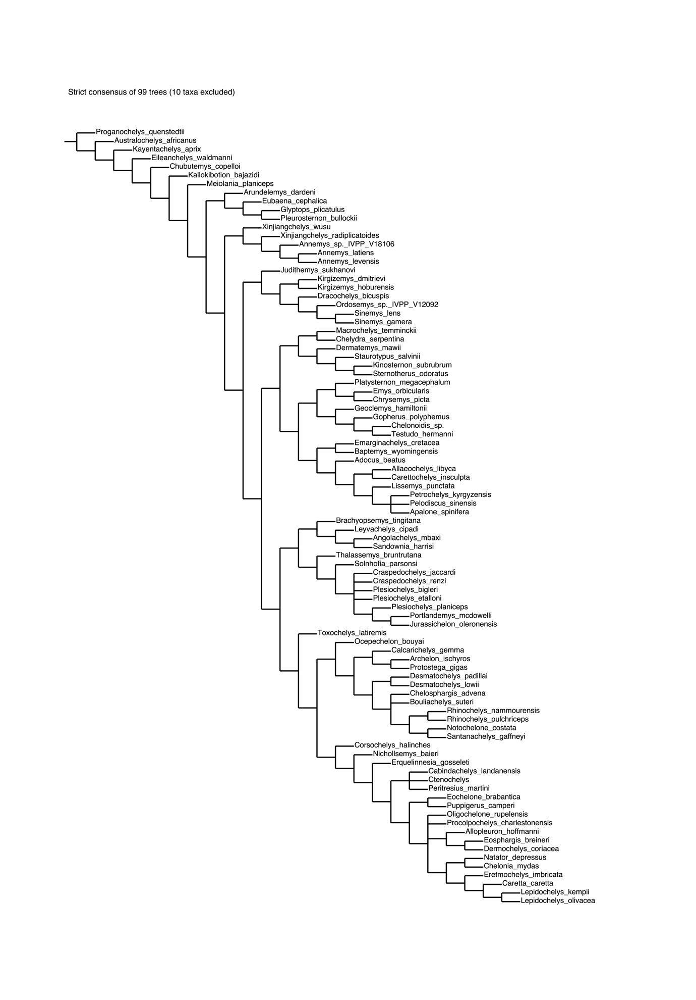 Strict consensus of 99 trees (10 taxa excluded)
Proganochelys_quenstedtii
Australochelys_africanus
Kayentachelys_aprix
Eileanchelys_waldmanni
Chubutemys_copelloi
Kallokibotion_bajazidi
Meiolania_planiceps
Arundelemys_dardeni
Eubaena_cephalica
Glyptops_plicatulus
Pleurosternon_bullockii
Xinjiangchelys_wusu
Xinjiangchelys_radiplicatoides
Annemys_sp._IVPP_V18106
Annemys_latiens
Annemys_levensis
Judithemys_sukhanovi
Kirgizemys_dmitrievi
Kirgizemys_hoburensis
Dracochelys_bicuspis
Ordosemys_sp._IVPP_V12092
Sinemys_lens
Sinemys_gamera
Macrochelys_temminckii
Chelydra_serpentina
Dermatemys_mawii
Staurotypus_salvinii
Kinosternon_subrubrum
Sternotherus_odoratus
Platysternon_megacephalum
Emys_orbicularis
Chrysemys_picta
Geoclemys_hamiltonii
Gopherus_polyphemus
Chelonoidis_sp.
Testudo_hermanni
Emarginachelys_cretacea
Baptemys_wyomingensis
Adocus_beatus
Allaeochelys_libyca
Carettochelys_insculpta
Lissemys_punctata
Petrochelys_kyrgyzensis
Pelodiscus_sinensis
Apalone_spinifera
Brachyopsemys_tingitana
Leyvachelys_cipadi
Angolachelys_mbaxi
Sandownia_harrisi
Thalassemys_bruntrutana
Solnhofia_parsonsi
Craspedochelys_jaccardi
Craspedochelys_renzi
Plesiochelys_bigleri
Plesiochelys_etalloni
Plesiochelys_planiceps
Portlandemys_mcdowelli
Jurassichelon_oleronensis
Toxochelys_latiremis
Ocepechelon_bouyai
Calcarichelys_gemma
Archelon_ischyros
Protostega_gigas
Desmatochelys_padillai
Desmatochelys_lowii
Chelosphargis_advena
Bouliachelys_suteri
Rhinochelys_nammourensis
Rhinochelys_pulchriceps
Notochelone_costata
Santanachelys_gaffneyi
Corsochelys_halinches
Nichollsemys_baieri
Erquelinnesia_gosseleti
Cabindachelys_landanensis
Ctenochelys
Peritresius_martini
Eochelone_brabantica
Puppigerus_camperi
Oligochelone_rupelensis
Procolpochelys_charlestonensis
Allopleuron_hoffmanni
Eosphargis_breineri
Dermochelys_coriacea
Natator_depressus
Chelonia_mydas
Eretmochelys_imbricata
Caretta_caretta
Lepidochelys_kempii
Lepidochelys_olivacea